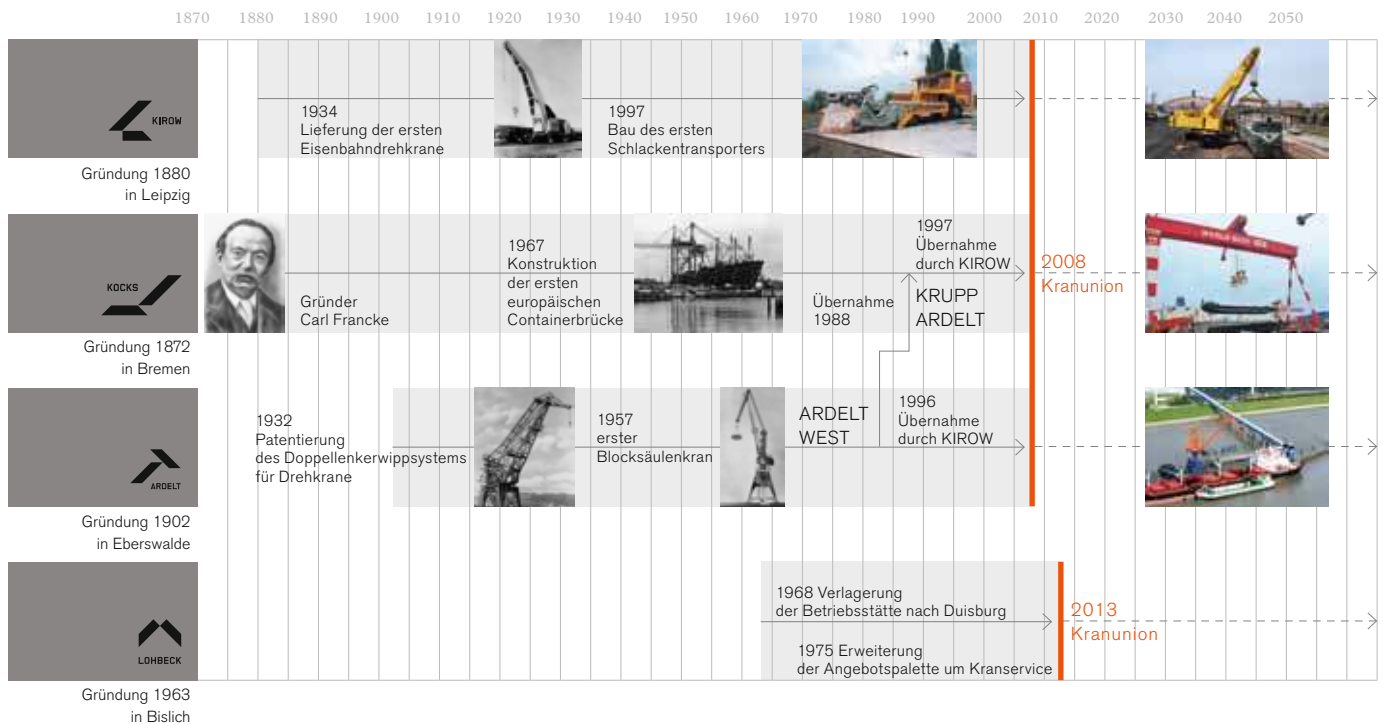 1870 1880 1890 1900 1910 1920 1930 1940 1950 1960 1970 1980 1990 2000 2010 2020 2030 2040 2050
KIROW
Gründung 1880
in Leipzig
1934
Lieferung der ersten
Eisenbahndrehkrane
1997
Bau des ersten
Schlackentransporters
KOCKS
Gründung 1872
in Bremen
Gründer
Carl Francke
1967
Konstruktion
der ersten
europäischen
Containerbrücke
Übernahme
1988
1997
Übernahme
durch KIROW
KRUPP
ARDELT
2008
Kranunion
ARDELT
Gründung 1902
in Eberswalde
1932
Patentierung
des Doppellenkerwippsystems
für Drehkrane
1957
erster
Blocksäulenkran
ARDELT
WEST
1996
Übernahme
durch KIROW
LOHBECK
Gründung 1963
in Bislich
1968 Verlagerung
der Betriebsstätte nach Duisburg
1975 Erweiterung
der Angebotspalette um Kranservice
2013
Kranunion